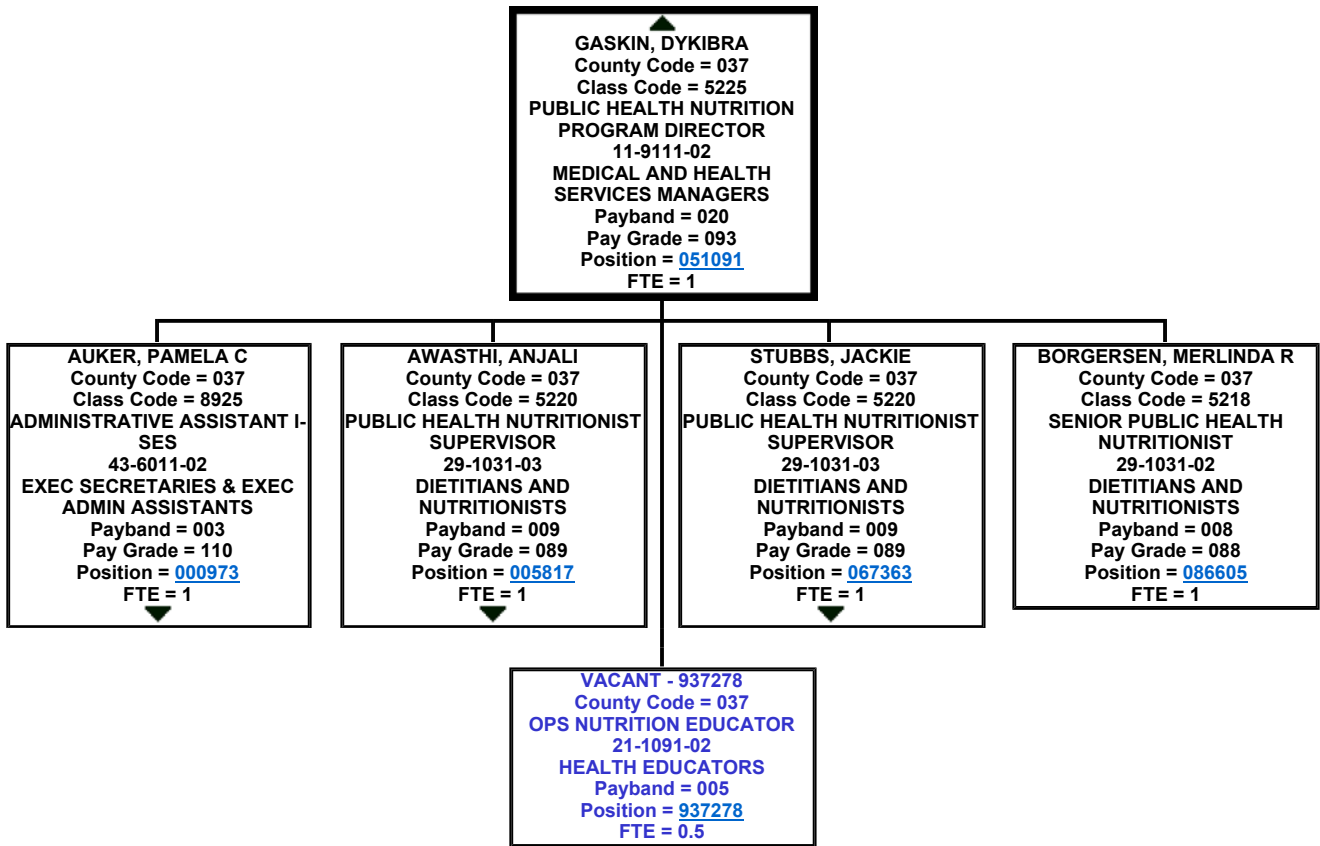 GASKIN, DYKIBRA
County Code = 037
Class Code = 5225
PUBLIC HEALTH NUTRITION
PROGRAM DIRECTOR
11-9111-02
MEDICAL AND HEALTH
SERVICES MANAGERS
Payband = 020
Pay Grade = 093
Position = 051091
FTE = 1
AUKER, PAMELA C
County Code = 037
Class Code = 8925
ADMINISTRATIVE ASSISTANT I-
SES
43-6011-02
EXEC SECRETARIES & EXEC
ADMIN ASSISTANTS
Payband = 003
Pay Grade = 110
Position = 000973
FTE = 1
AWASTHI, ANJALI
County Code = 037
Class Code = 5220
PUBLIC HEALTH NUTRITIONIST
SUPERVISOR
29-1031-03
DIETITIANS AND
NUTRITIONISTS
Payband = 009
Pay Grade = 089
Position = 005817
FTE = 1
STUBBS, JACKIE
County Code = 037
Class Code = 5220
PUBLIC HEALTH NUTRITIONIST
SUPERVISOR
29-1031-03
DIETITIANS AND
NUTRITIONISTS
Payband = 009
Pay Grade = 089
Position = 067363
FTE = 1
BORGERSEN, MERLINDA R
County Code = 037
Class Code = 5218
SENIOR PUBLIC HEALTH
NUTRITIONIST
29-1031-02
DIETITIANS AND
NUTRITIONISTS
Payband = 008
Pay Grade = 088
Position = 086605
FTE = 1
VACANT - 937278
County Code = 037
OPS NUTRITION EDUCATOR
21-1091-02
HEALTH EDUCATORS
Payband = 005
Position = 937278
FTE = 0.5